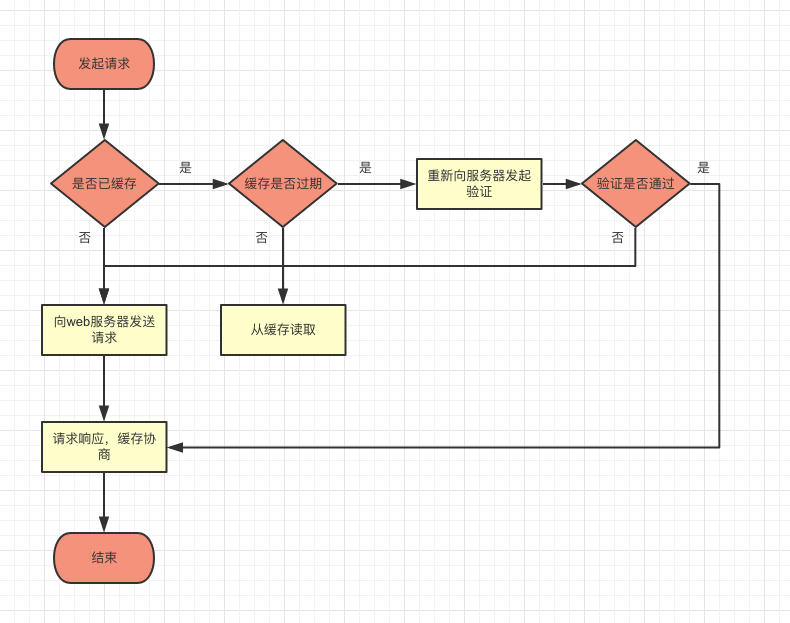 发起请求
是否已缓存
是
缓存是否过期
是
重新向服务器发起
验证
验证是否通过
是
否
否
否
向web服务器发送
请求
从缓存读取
请求响应，缓存协
商
结束